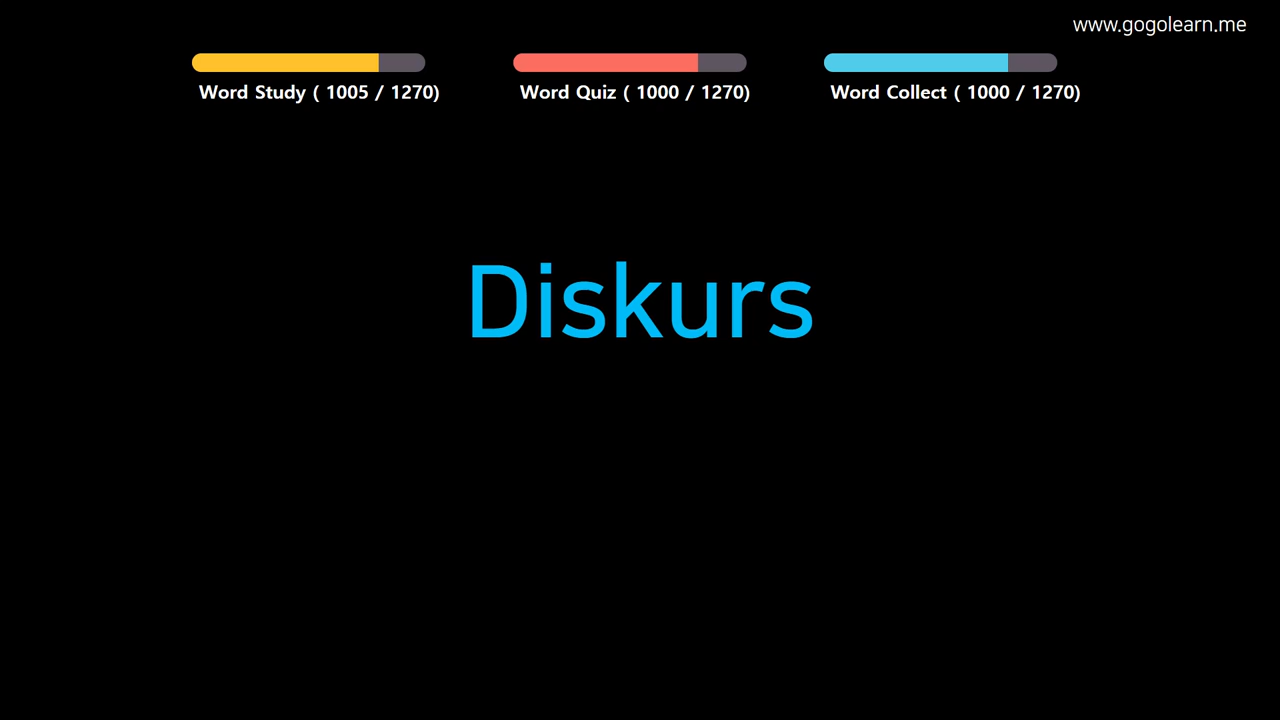 www.gogolearn.me
Word Study ( 1005 / 1270)
Word Quiz ( 1000 / 1270)
Word Collect ( 1000 / 1270)
Diskurs